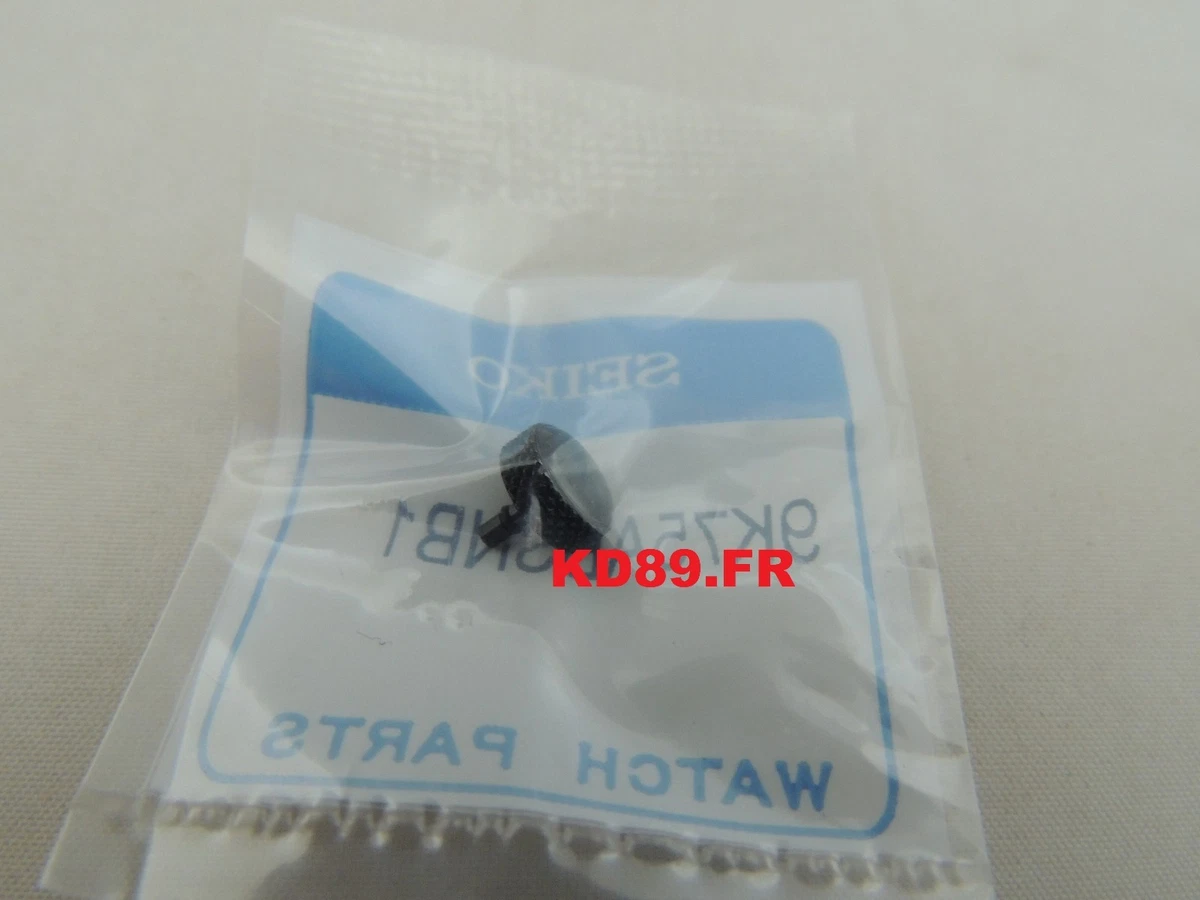 SEIKO
KD89.FR
WATCH PARTS